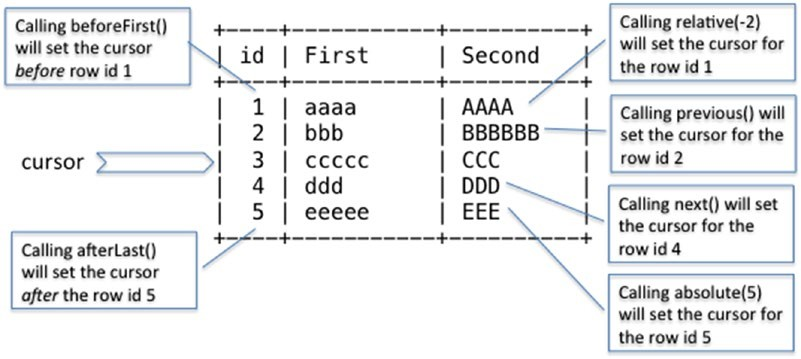 Calling beforeFirst()
will set the cursor
before row id 1
+----+-----------+----------+
| id | First | Second |
+----+-----------+----------+
| 1 | aaaa | AAAA |
| 2 | bbb | BBBBBB |
| 3 | ccccc | CCC |
| 4 | ddd | DDD |
| 5 | eeeee | EEE |
+----+-----------+----------+
cursor
Calling afterLast()
will set the cursor
after the row id 5
Calling relative(-2)
will set the cursor for
the row id 1
Calling previous() will
set the cursor for the
row id 2
Calling next() will set
the cursor for the
row id 4
Calling absolute(5)
will set the cursor for
the row id 5